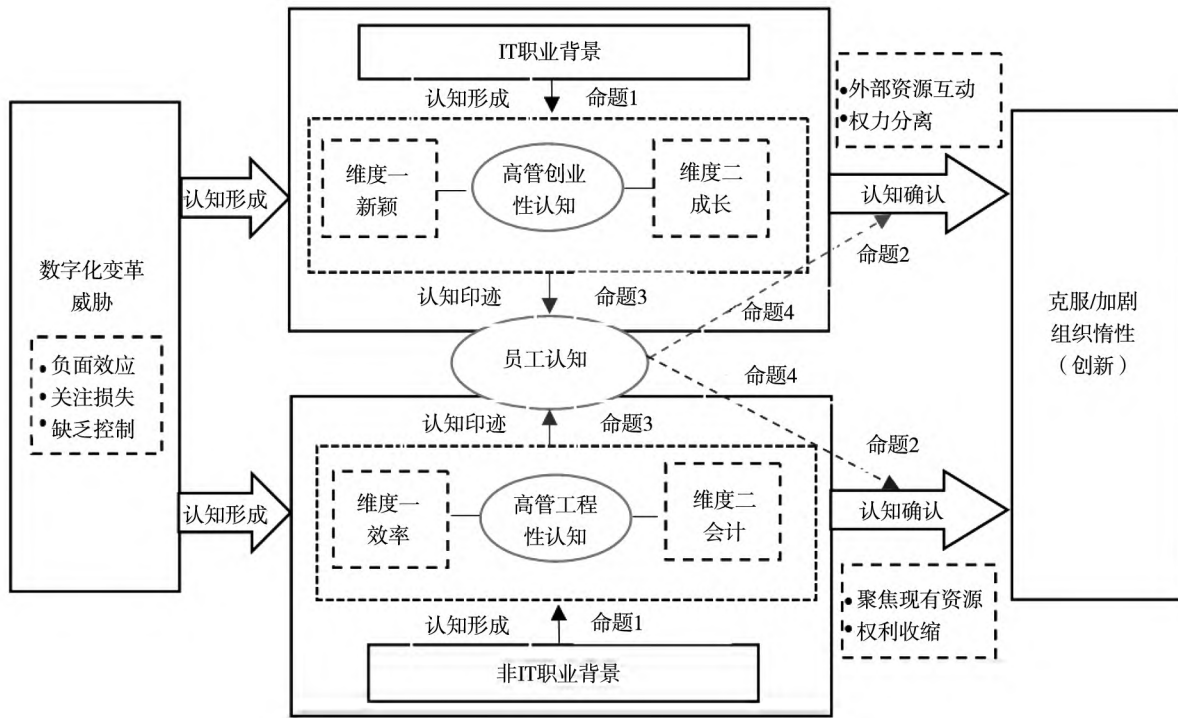 数字化变革
威胁
•负面效应
•关注损失
•缺乏控制
认知形成
认知形成
IT职业背景
认知形成
命题1
维度一
新颖
高管创业
性认知
维度二
成长
认知印迹
命题3
员工认知
认知印迹
命题3
维度一
效率
高管工程
性认知
维度二
会计
认知形成
命题1
非IT职业背景
•外部资源互动
•权力分离
认知确认
命题2
命题4
命题4
命题2
认知确认
•聚焦现有资源
•权利收缩
克服/加剧
组织惰性
（创新）